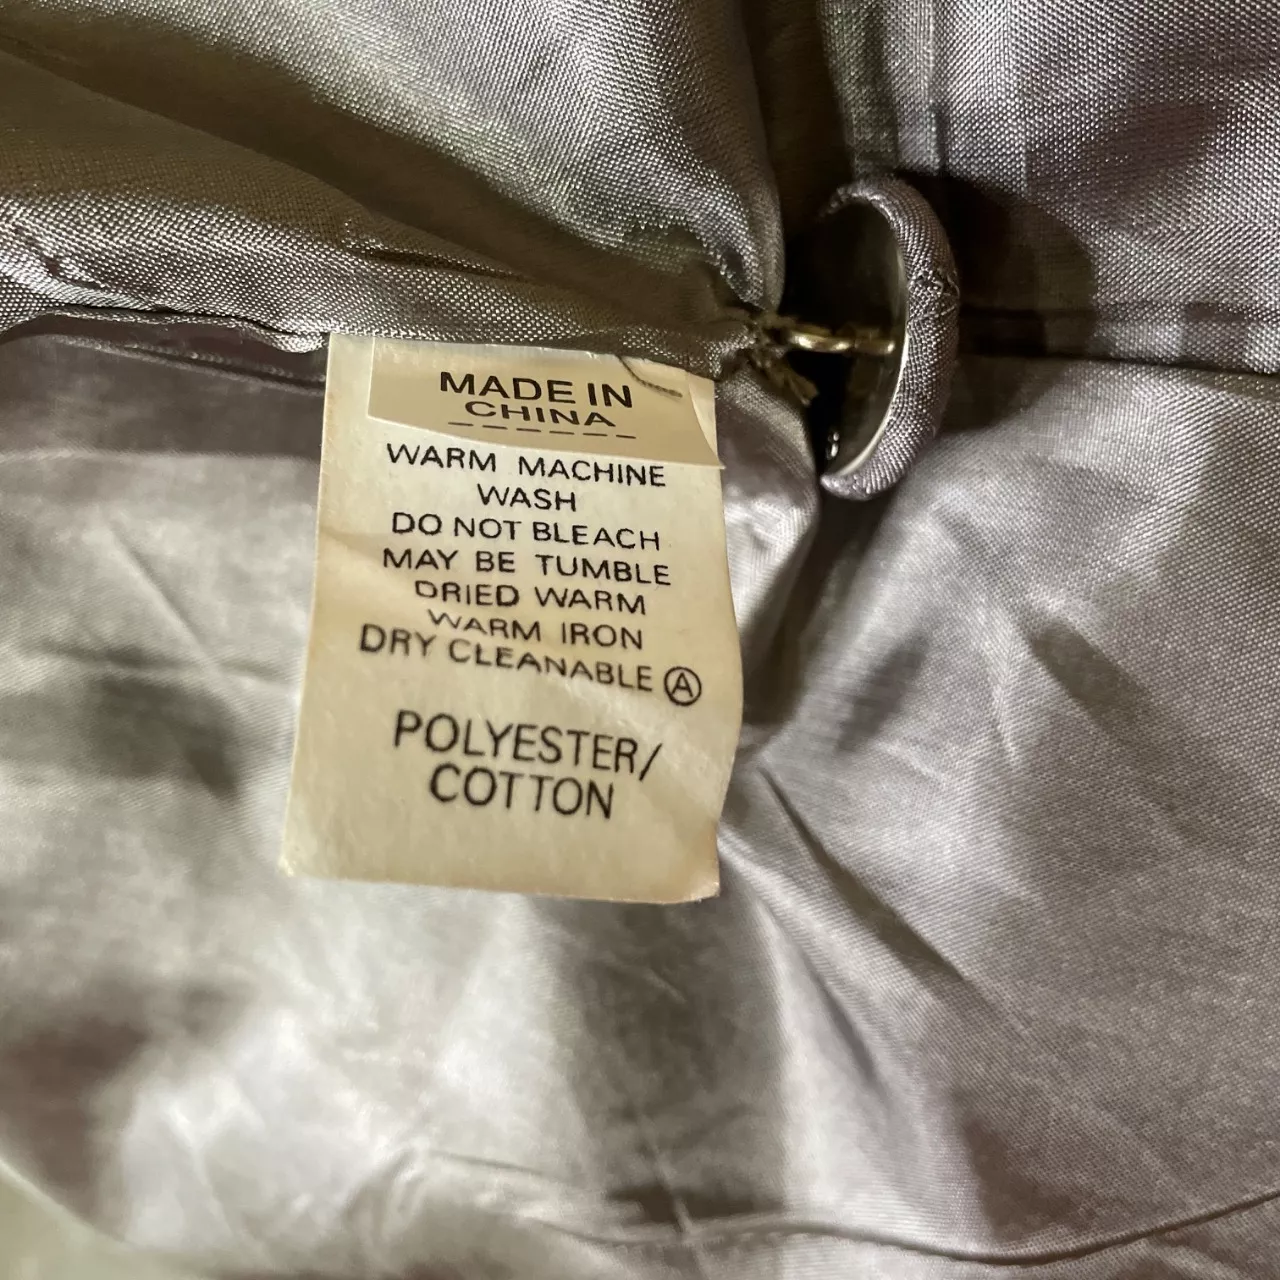 MADE IN
CHINA
WARM MACHINE
WASH
DO NOT BLEACH
MAY BE TUMBLE
DRIED WARM
WARM IRON
DRY CLEANABLE Ⓐ
POLYESTER/
COTTON